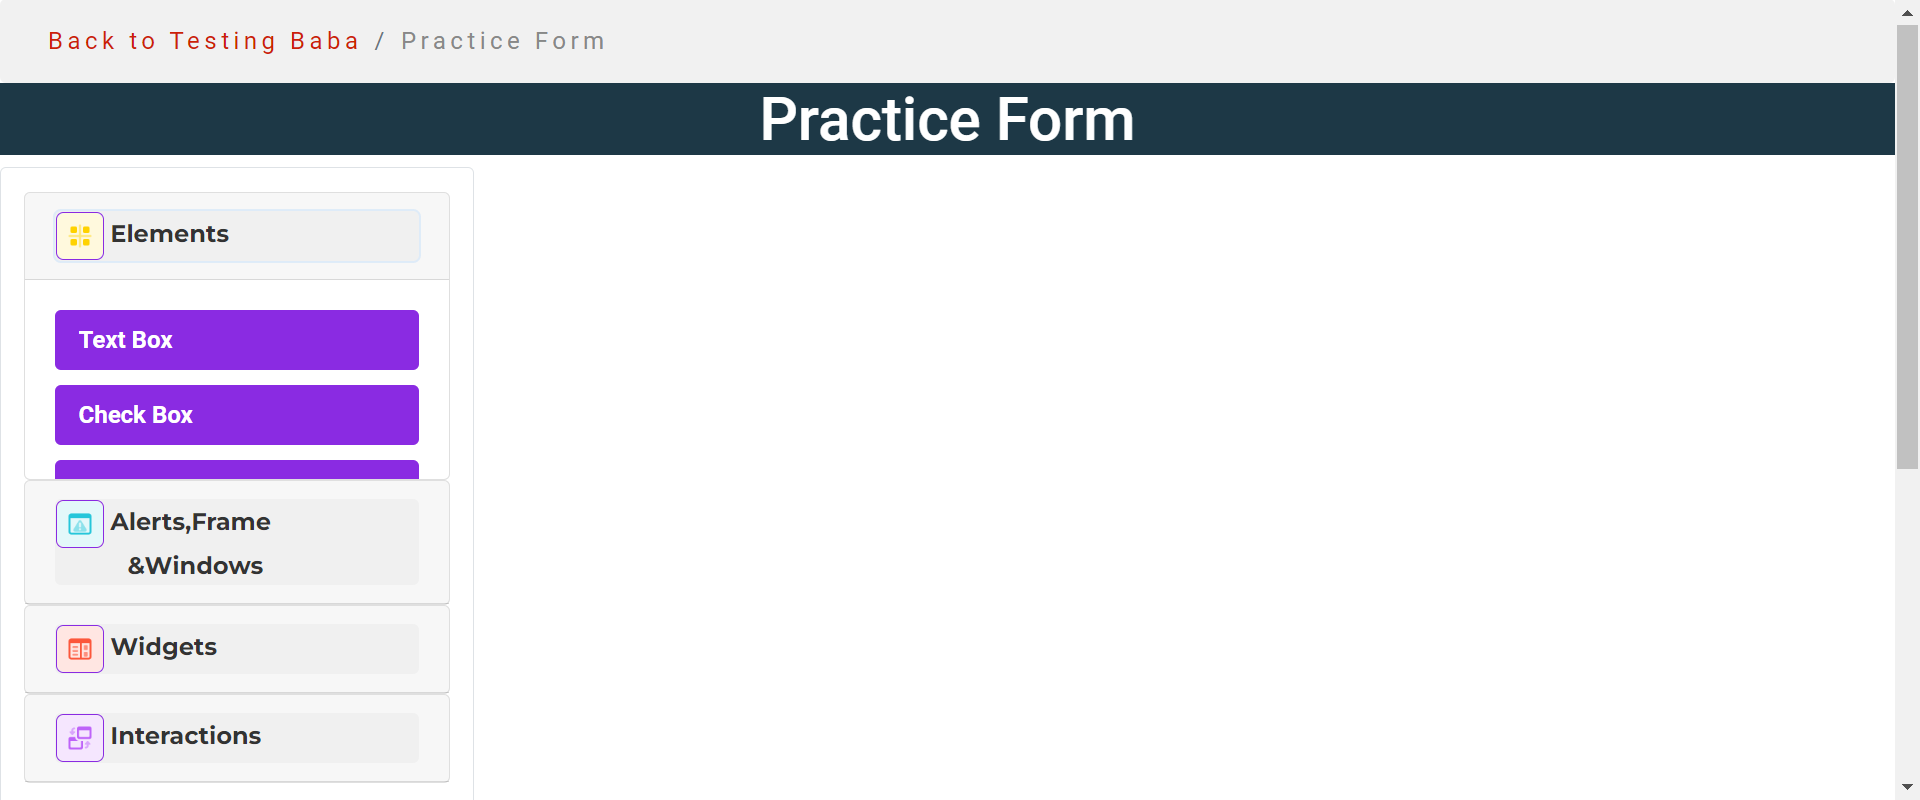 Back to Testing Baba / Practice Form
Practice Form
Elements
Text Box
Check Box
Alerts,Frame
&Windows
Widgets
Interactions